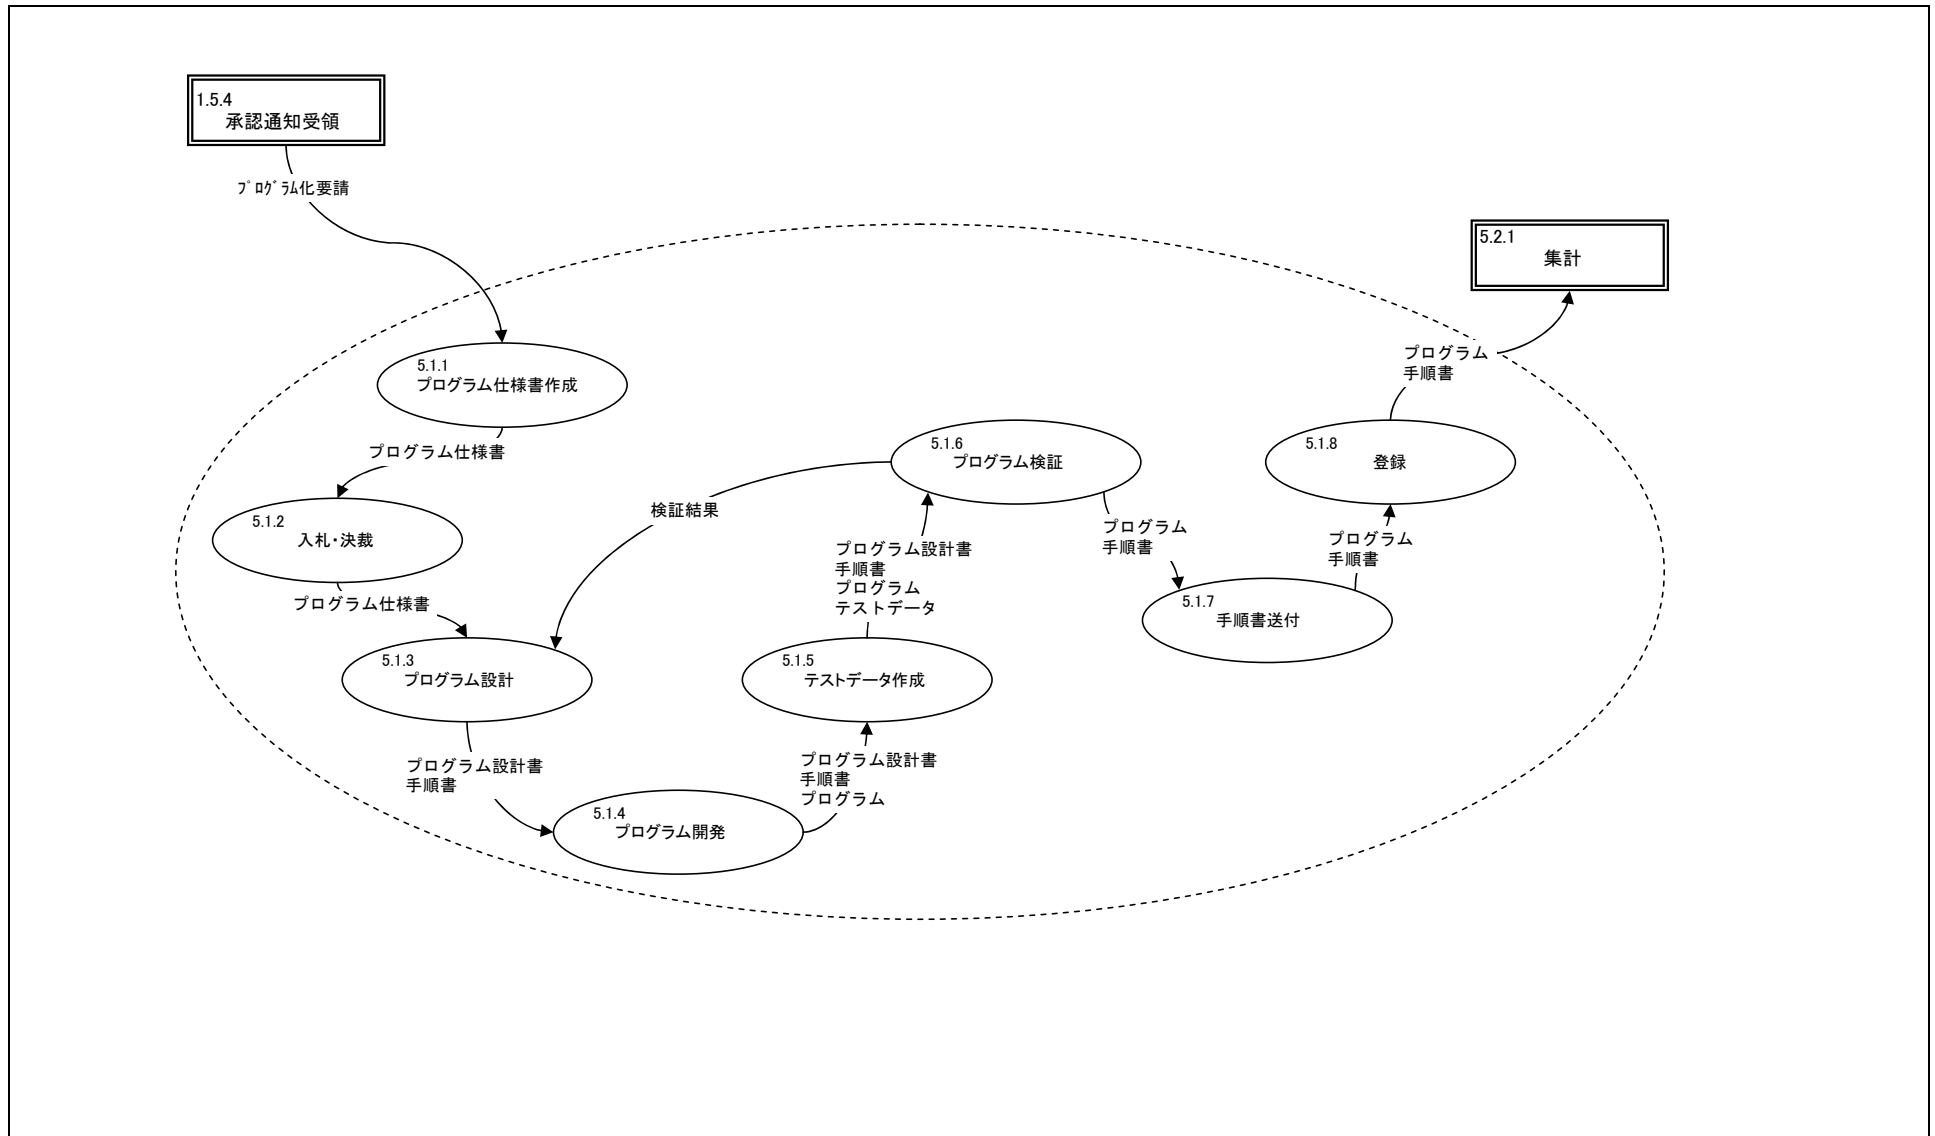 1.5.4
承認通知受領
ﾌﾟﾛｸﾞﾗﾑ化要請
5.2.1
集計
5.1.1
プログラム仕様書作成
プログラム仕様書
5.1.2
入札・決裁
プログラム仕様書
5.1.3
プログラム設計
プログラム設計書
手順書
5.1.4
プログラム開発
プログラム設計書
手順書
プログラム
5.1.5
テストデータ作成
プログラム設計書
手順書
プログラム
テストデータ
5.1.6
プログラム検証
検証結果
プログラム
手順書
5.1.7
手順書送付
プログラム
手順書
5.1.8
登録
プログラム
手順書